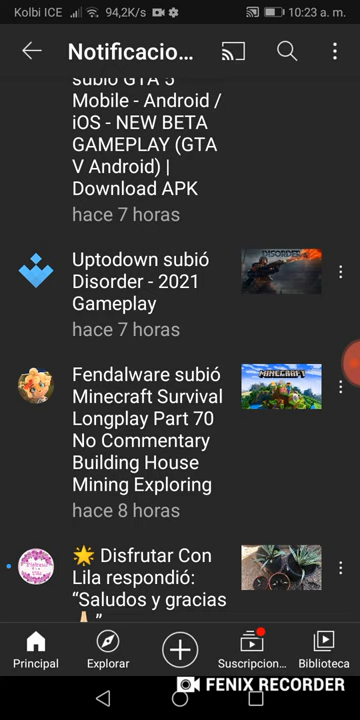 Kolbi ICE 94,2K/s 10:23 a. m.
Notificacio...
subió GTA 5
Mobile - Android /
iOS - NEW BETA
GAMEPLAY (GTA
V Android) |
Download APK
hace 7 horas
Uptodown subió
Disorder - 2021
Gameplay
hace 7 horas
DISORDER
Fendalware subió
Minecraft Survival
Longplay Part 70
No Commentary
Building House
Mining Exploring
hace 8 horas
MINECRAFT
🌟 Disfrutar Con
Lila respondió:
“Saludos y gracias
Principal
Explorar
Suscripcion...
Biblioteca
FENIX RECORDER